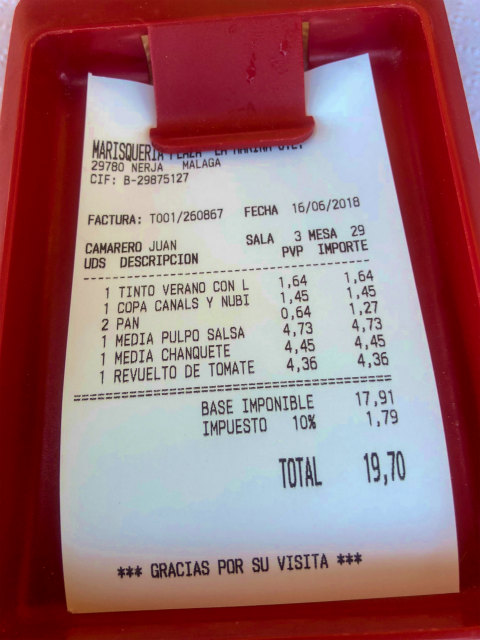 MARISQUERIA PLAZA LA MARINA
29780 NERJA MALAGA
CIF: B-29875127
FACTURA: T001/260867 FECHA 16/06/2018
CAMARERO JUAN SALA 3 MESA 29
UDS DESCRIPCION PVP IMPORTE
1 TINTO VERANO CON L 1,64 1,64
1 COPA CANALS Y NUBI 1,45 1,45
2 PAN 0,64 1,27
1 MEDIA PULPO SALSA 4,73 4,73
1 MEDIA CHANQUETE 4,45 4,45
1 REVUELTO DE TOMATE 4,36 4,36
BASE IMPONIBLE 17,91
IMPUESTO 10% 1,79
TOTAL 19,70
*** GRACIAS POR SU VISITA ***